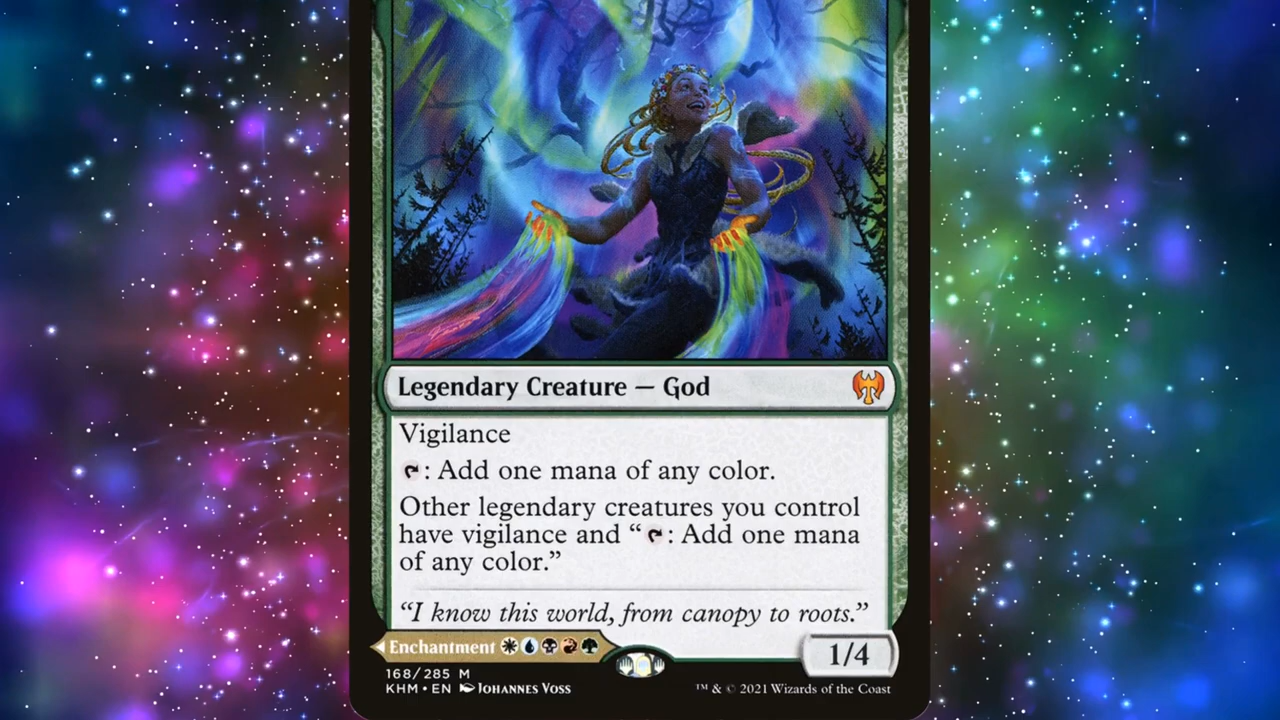 Legendary Creature — God
Vigilance
: Add one mana of any color.
Other legendary creatures you control
have vigilance and “: Add one mana
of any color.”
“I know this world, from canopy to roots.”
Enchantment
1/4
168/285 M
KHM • EN Johannes Voss
™ & © 2021 Wizards of the Coast